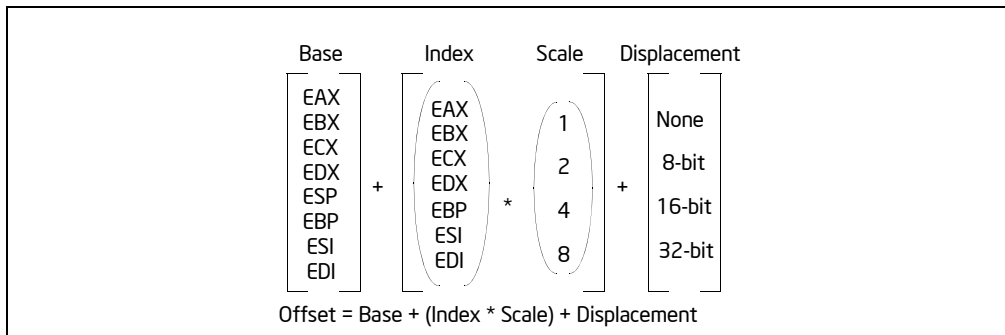 Base Index Scale Displacement
EAX
EBX
ECX
EDX
ESP
EBP
ESI
EDI
+
EAX
EBX
ECX
EDX
EBP
ESI
EDI
*
1
2
4
8
+
None
8-bit
16-bit
32-bit
Offset = Base + (Index * Scale) + Displacement